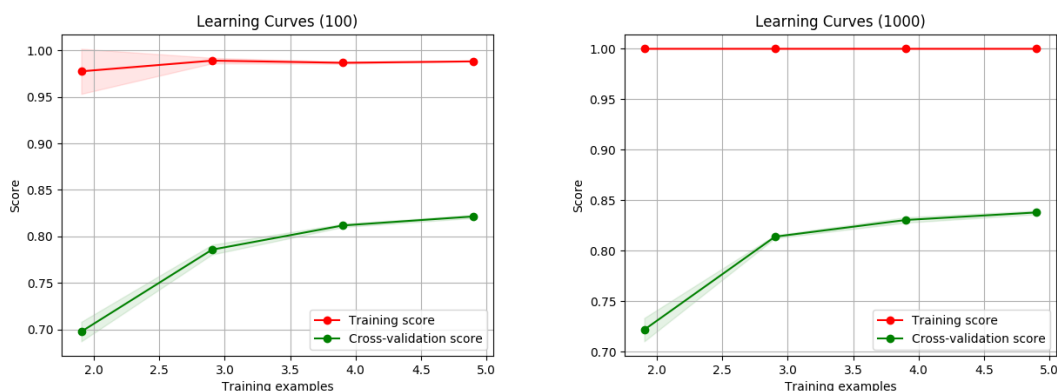 Learning Curves (100)
1.00
0.95
0.90
0.85
0.80
0.75
0.70
Score
2.0 2.5 3.0 3.5 4.0 4.5 5.0
Training examples
Training score
Cross-validation score
Learning Curves (1000)
1.00
0.95
0.90
0.85
0.80
0.75
0.70
Score
2.0 2.5 3.0 3.5 4.0 4.5 5.0
Training examples
Training score
Cross-validation score